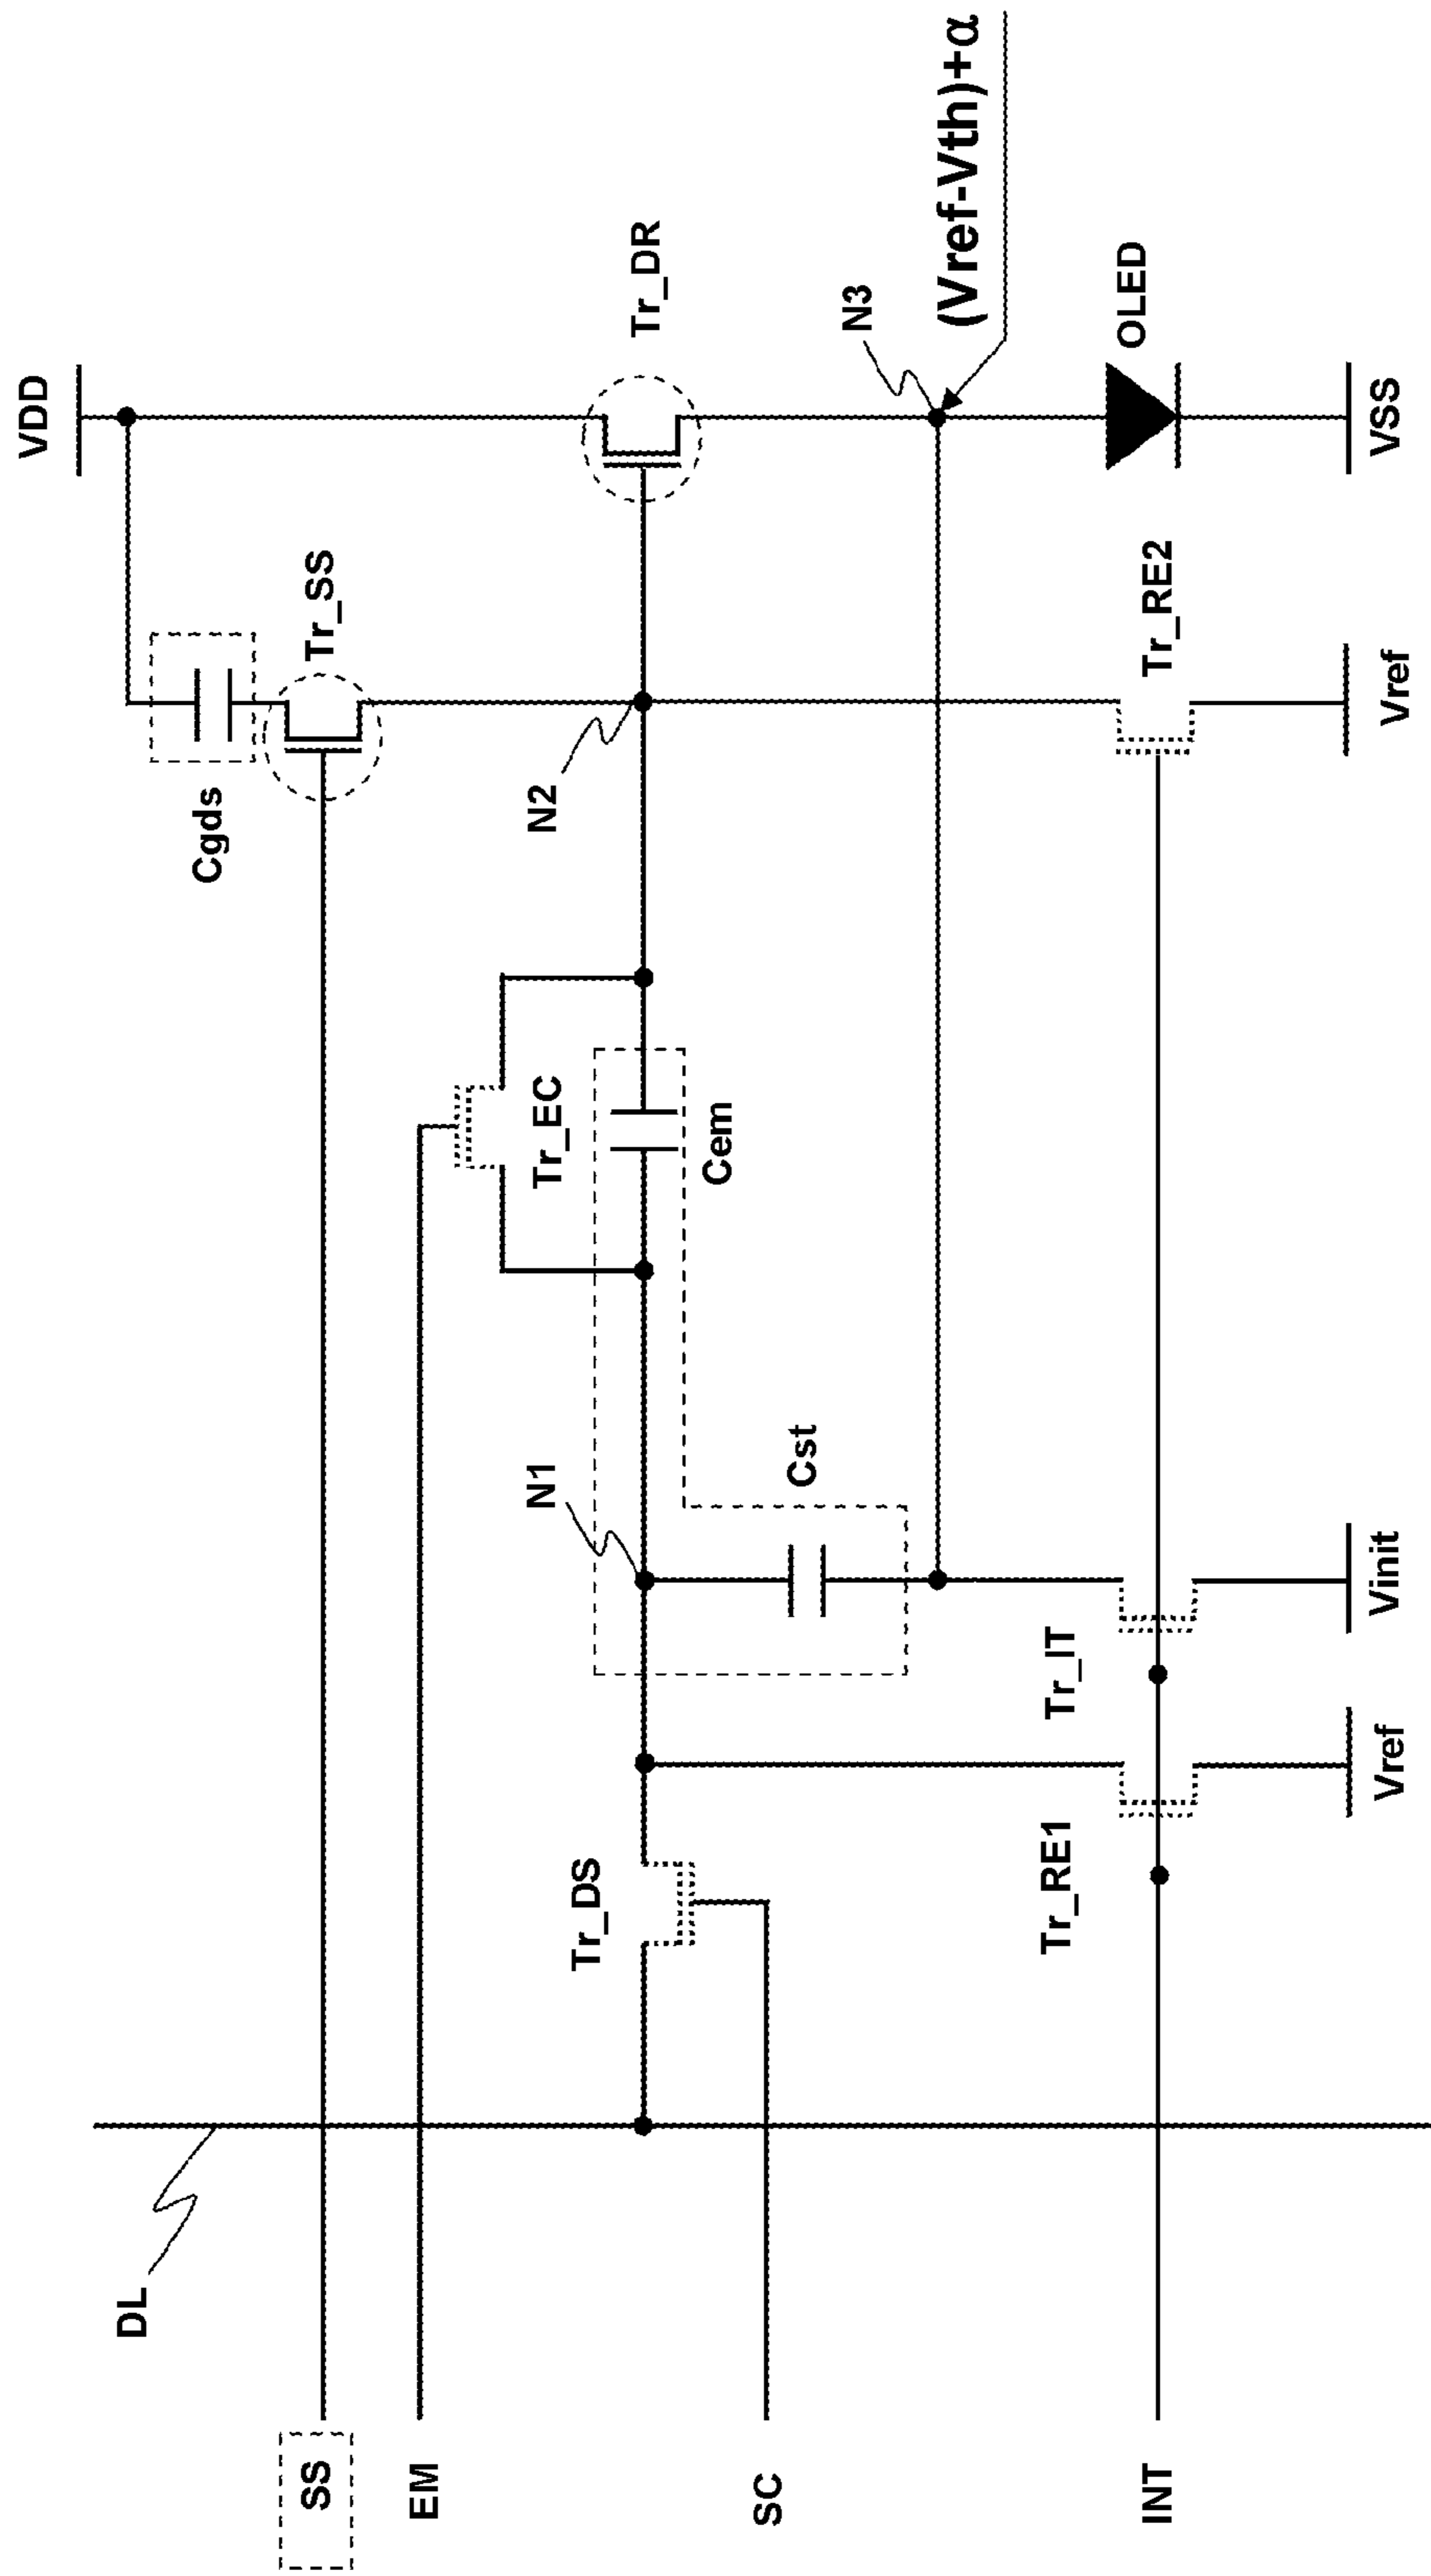 VDD
Cgds
Tr_SS
Tr_DR
N2
N3
(Vref-Vth)+α
OLED
VSS
Tr_RE2
Vref
Tr_EC
Cem
N1
Cst
Tr_IT
Vinit
Tr_DS
Tr_RE1
Vref
DL
SS
EM
SC
INT